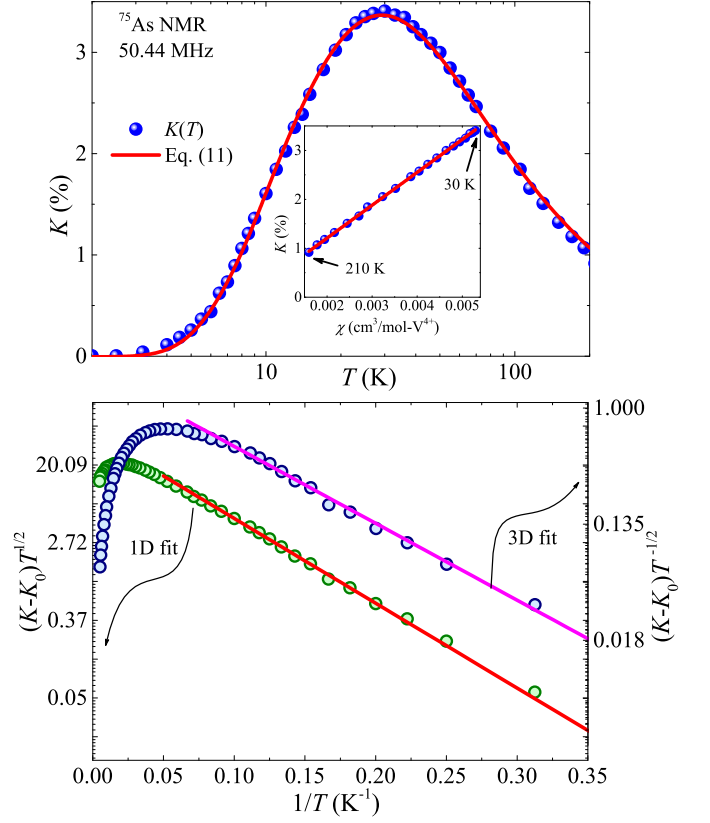 ⁷⁵As NMR
50.44 MHz
K(T)
Eq. (11)
K (%)
3
2
1
0
10
100
T (K)
K (%)
3
2
1
0
30 K
210 K
0.002
0.003
0.004
0.005
χ (cm³/mol-V⁴⁺)
(K-K₀)T^1/2
20.09
2.72
0.37
0.05
1D fit
3D fit
1.000
0.135
0.018
(K-K₀)T^-1/2
0.00
0.05
0.10
0.15
0.20
0.25
0.30
0.35
1/T (K⁻¹)